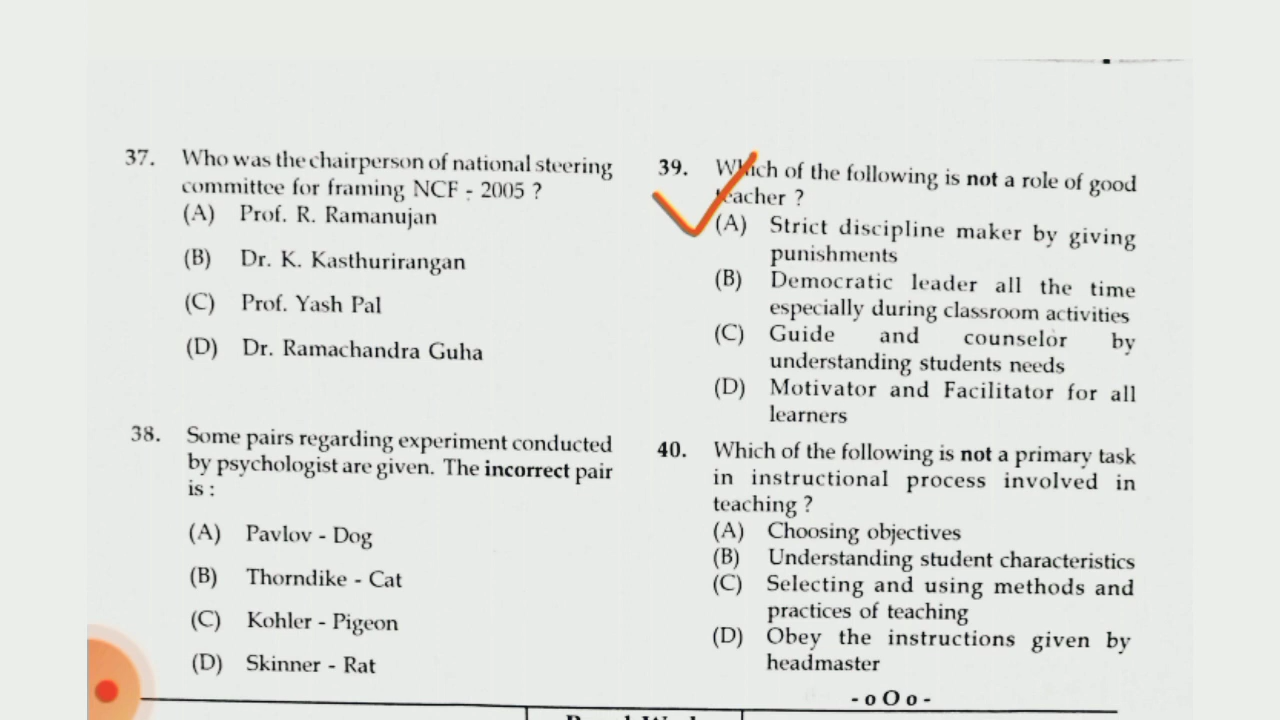 37. Who was the chairperson of national steering
committee for framing NCF - 2005 ?
(A) Prof. R. Ramanujan
(B) Dr. K. Kasthurirangan
(C) Prof. Yash Pal
(D) Dr. Ramachandra Guha
38. Some pairs regarding experiment conducted
by psychologist are given. The incorrect pair
is :
(A) Pavlov - Dog
(B) Thorndike - Cat
(C) Kohler - Pigeon
(D) Skinner - Rat
39. Which of the following is not a role of good
teacher ?
(A) Strict discipline maker by giving
punishments
(B) Democratic leader all the time
especially during classroom activities
(C) Guide and counselor by
understanding students needs
(D) Motivator and Facilitator for all
learners
40. Which of the following is not a primary task
in instructional process involved in
teaching ?
(A) Choosing objectives
(B) Understanding student characteristics
(C) Selecting and using methods and
practices of teaching
(D) Obey the instructions given by
headmaster
- o O o -